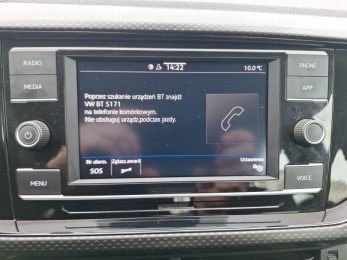 RADIO
14:22
10.0 °C
PHONE
MEDIA
Poprzez szukanie urządzeń BT znajdź
VW BT 5171
na telefonie komórkowym.
Nie obsługuj urządz.podczas jazdy.
APP
Nr alarm.
Zgłasz.awarii
Ustawienia
SOS
MENU
VOICE